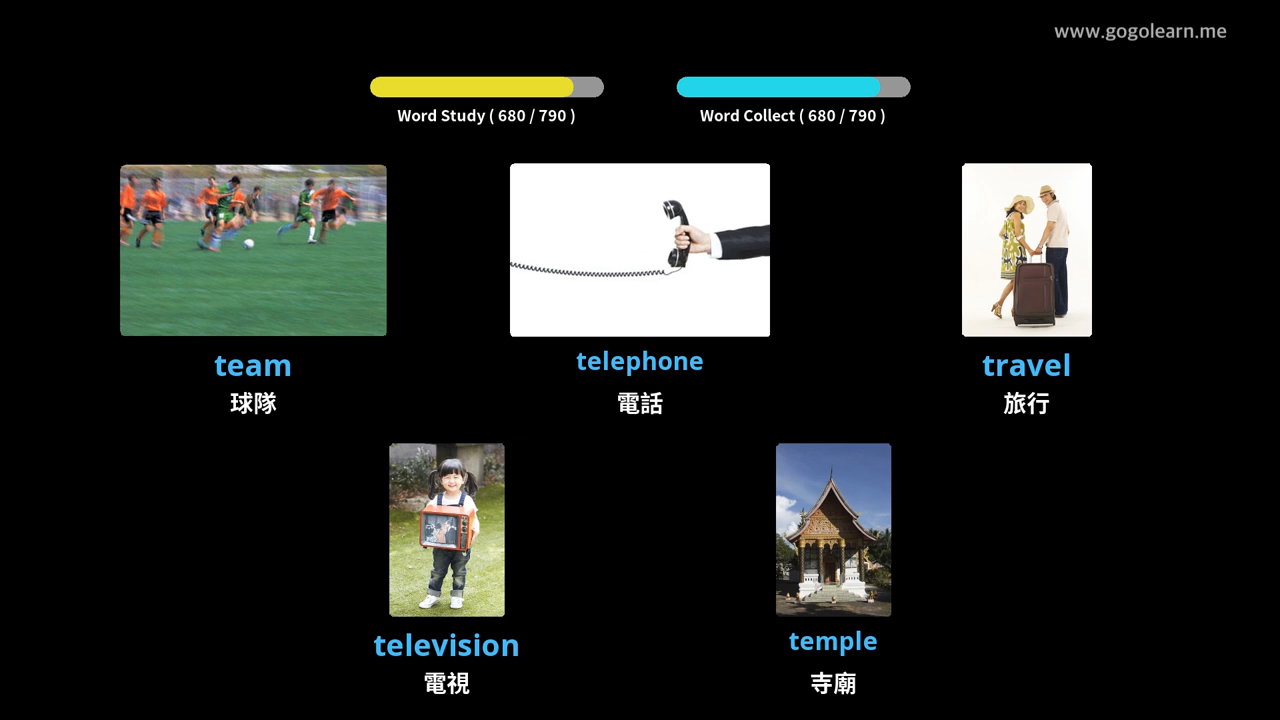 www.gogolearn.me
Word Study ( 680 / 790 )
Word Collect ( 680 / 790 )
team
球隊
telephone
電話
travel
旅行
television
電視
temple
寺廟